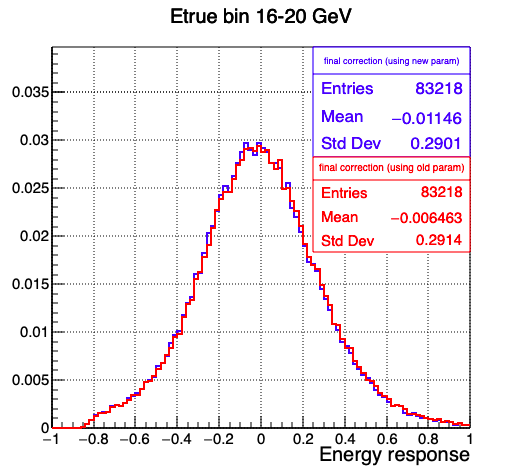 Etrue bin 16-20 GeV
final correction (using new param)
Entries 83218
Mean −0.01146
Std Dev 0.2901
final correction (using old param)
Entries 83218
Mean −0.006463
Std Dev 0.2914
0.035
0.03
0.025
0.02
0.015
0.01
0.005
0
−1 −0.8 −0.6 −0.4 −0.2 0 0.2 0.4 0.6 0.8 1
Energy response